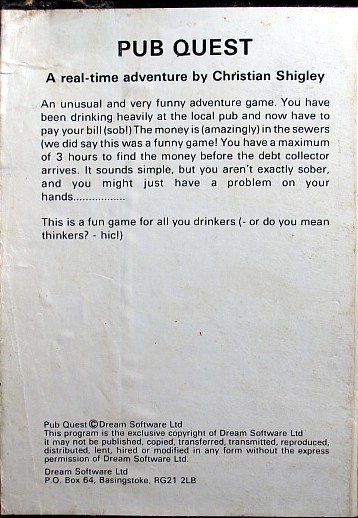 PUB QUEST
A real-time adventure by Christian Shigley
An unusual and very funny adventure game. You have
been drinking heavily at the local pub and now have to
pay your bill (sob!) The money is (amazingly) in the sewers
(we did say this was a funny game! You have a maximum
of 3 hours to find the money before the debt collector
arrives. It sounds simple, but you aren't exactly sober,
and you might just have a problem on your
hands.................
This is a fun game for all you drinkers (- or do you mean
thinkers? - hic!)
Pub Quest © Dream Software Ltd
This program is the exclusive copyright of Dream Software Ltd
It may not be published, copied, transferred, transmitted, reproduced,
distributed, lent, hired or modified in any form without the express
permission of Dream Software Ltd.
Dream Software Ltd
P.O. Box 64, Basingstoke, RG21 2LB